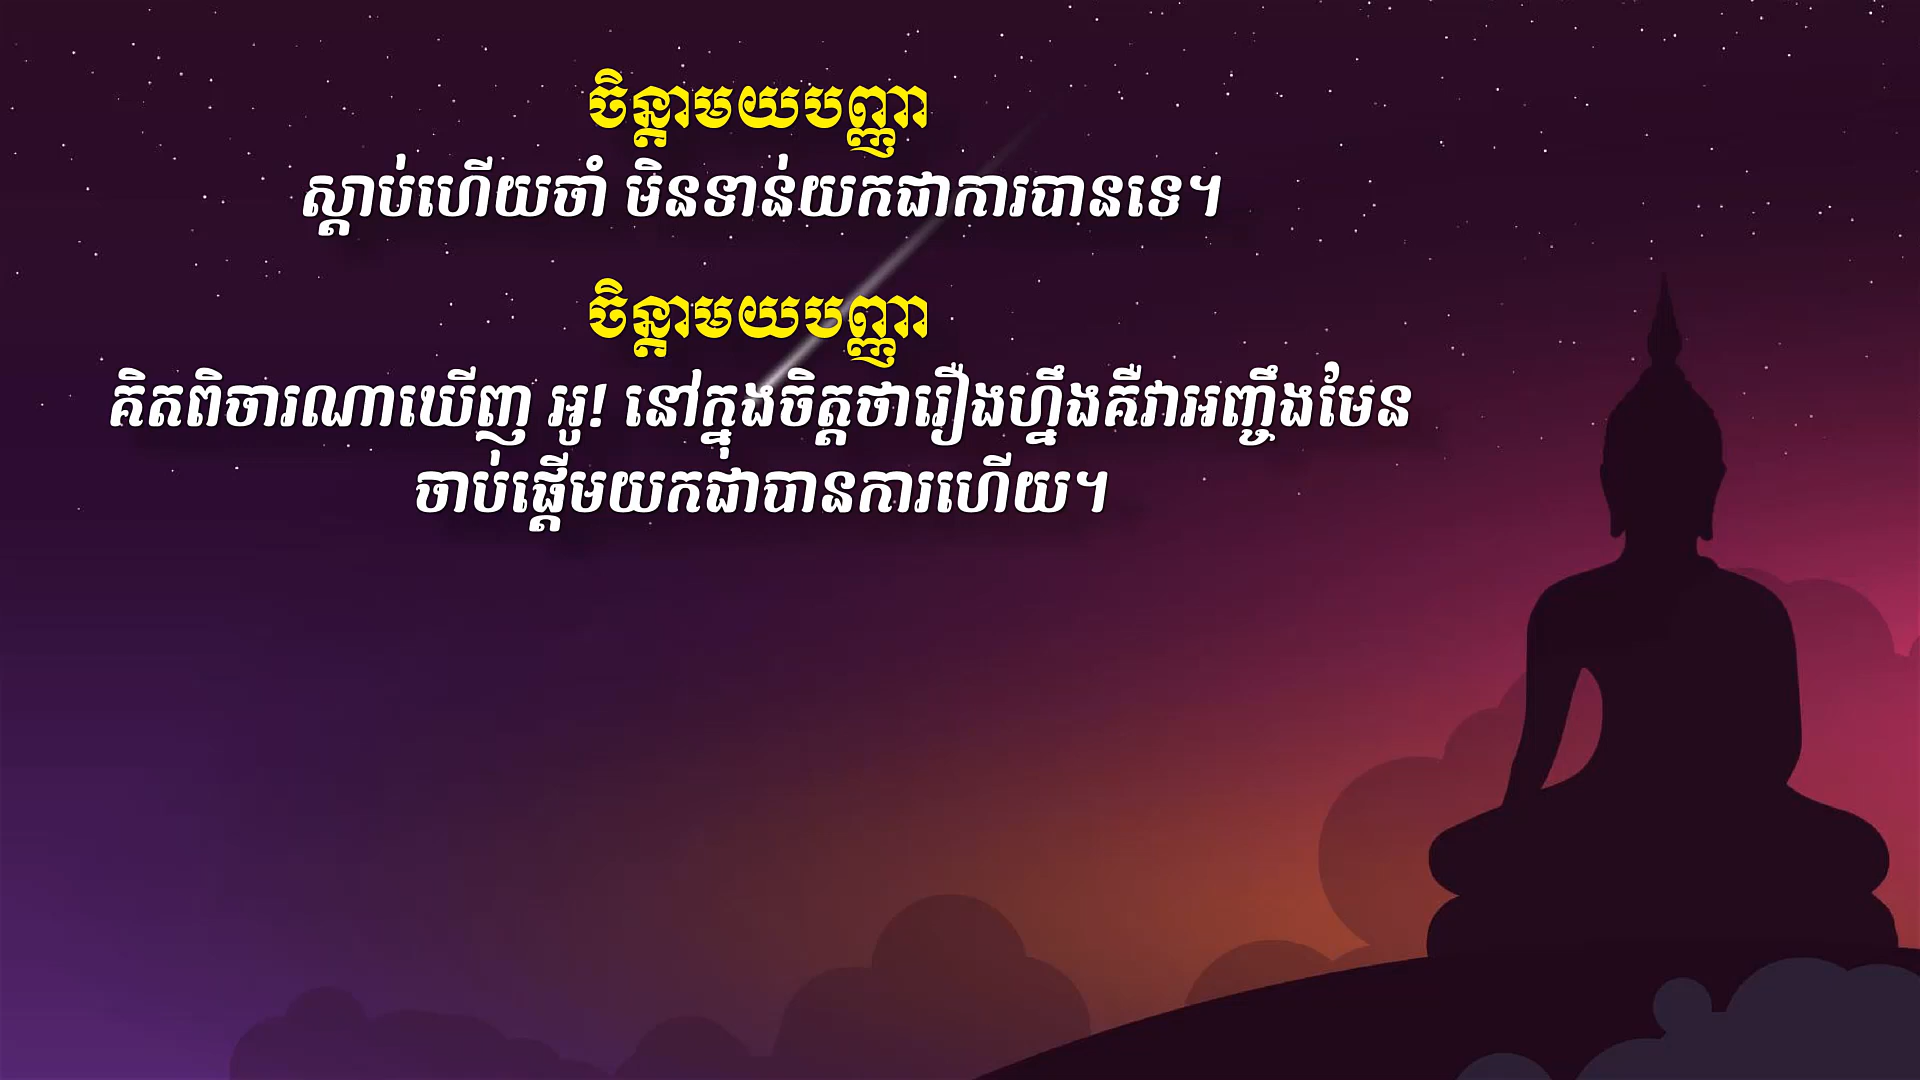 ចិន្តាមយបញ្ញា
ស្តាប់ហើយចាំ មិនទាន់យកជាការបានទេ។
ចិន្តាមយបញ្ញា
គិតពិចារណាឃើញ អូ! នៅក្នុងចិត្តថារឿងហ្នឹងគឺវាអញ្ចឹងមែន
ចាប់ផ្តើមយកជាបានការហើយ។